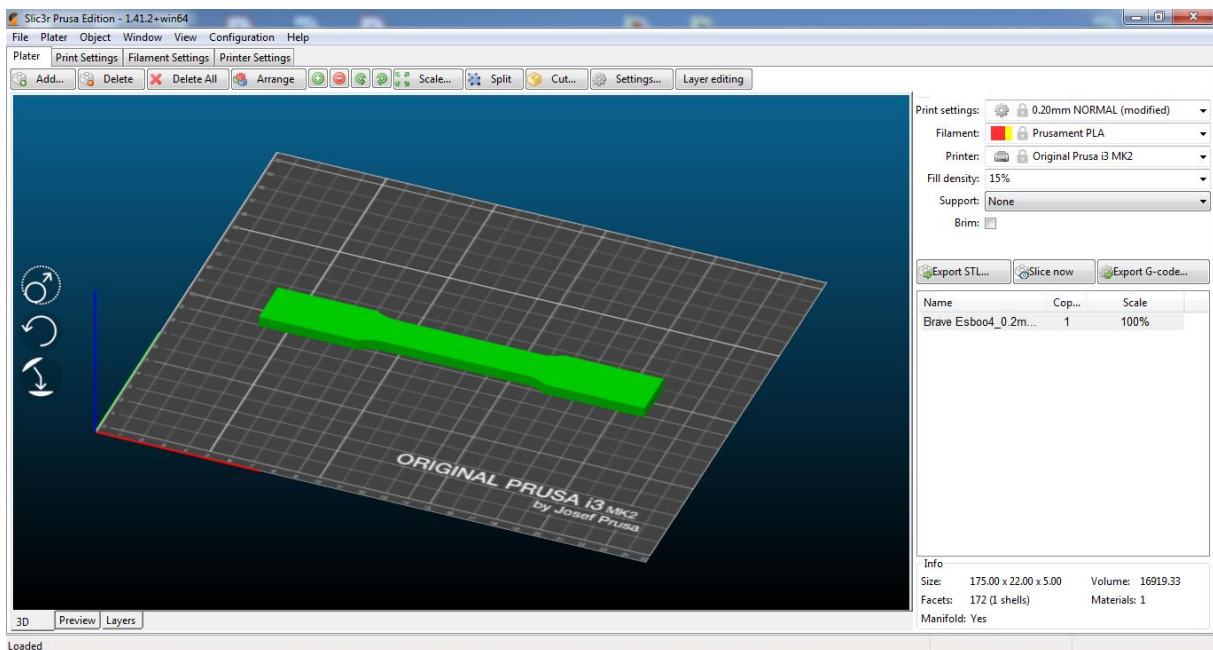 Slic3r Prusa Edition - 1.41.2+win64
File Plater Object Window View Configuration Help
Plater Print Settings Filament Settings Printer Settings
Add... Delete Delete All Arrange Scale... Split Cut... Settings... Layer editing
Print settings: 0.20mm NORMAL (modified)
Filament: Prusament PLA
Printer: Original Prusa i3 MK2
Fill density: 15%
Support: None
Brim:
Export STL... Slice now Export G-code...
Name Cop... Scale
Brave Esboo4_0.2m... 1 100%
ORIGINAL PRUSA i3 MK2
by Josef Prusa
Info
Size: 175.00 x 22.00 x 5.00 Volume: 16919.33
Facets: 172 (1 shells) Materials: 1
Manifold: Yes
3D Preview Layers
Loaded